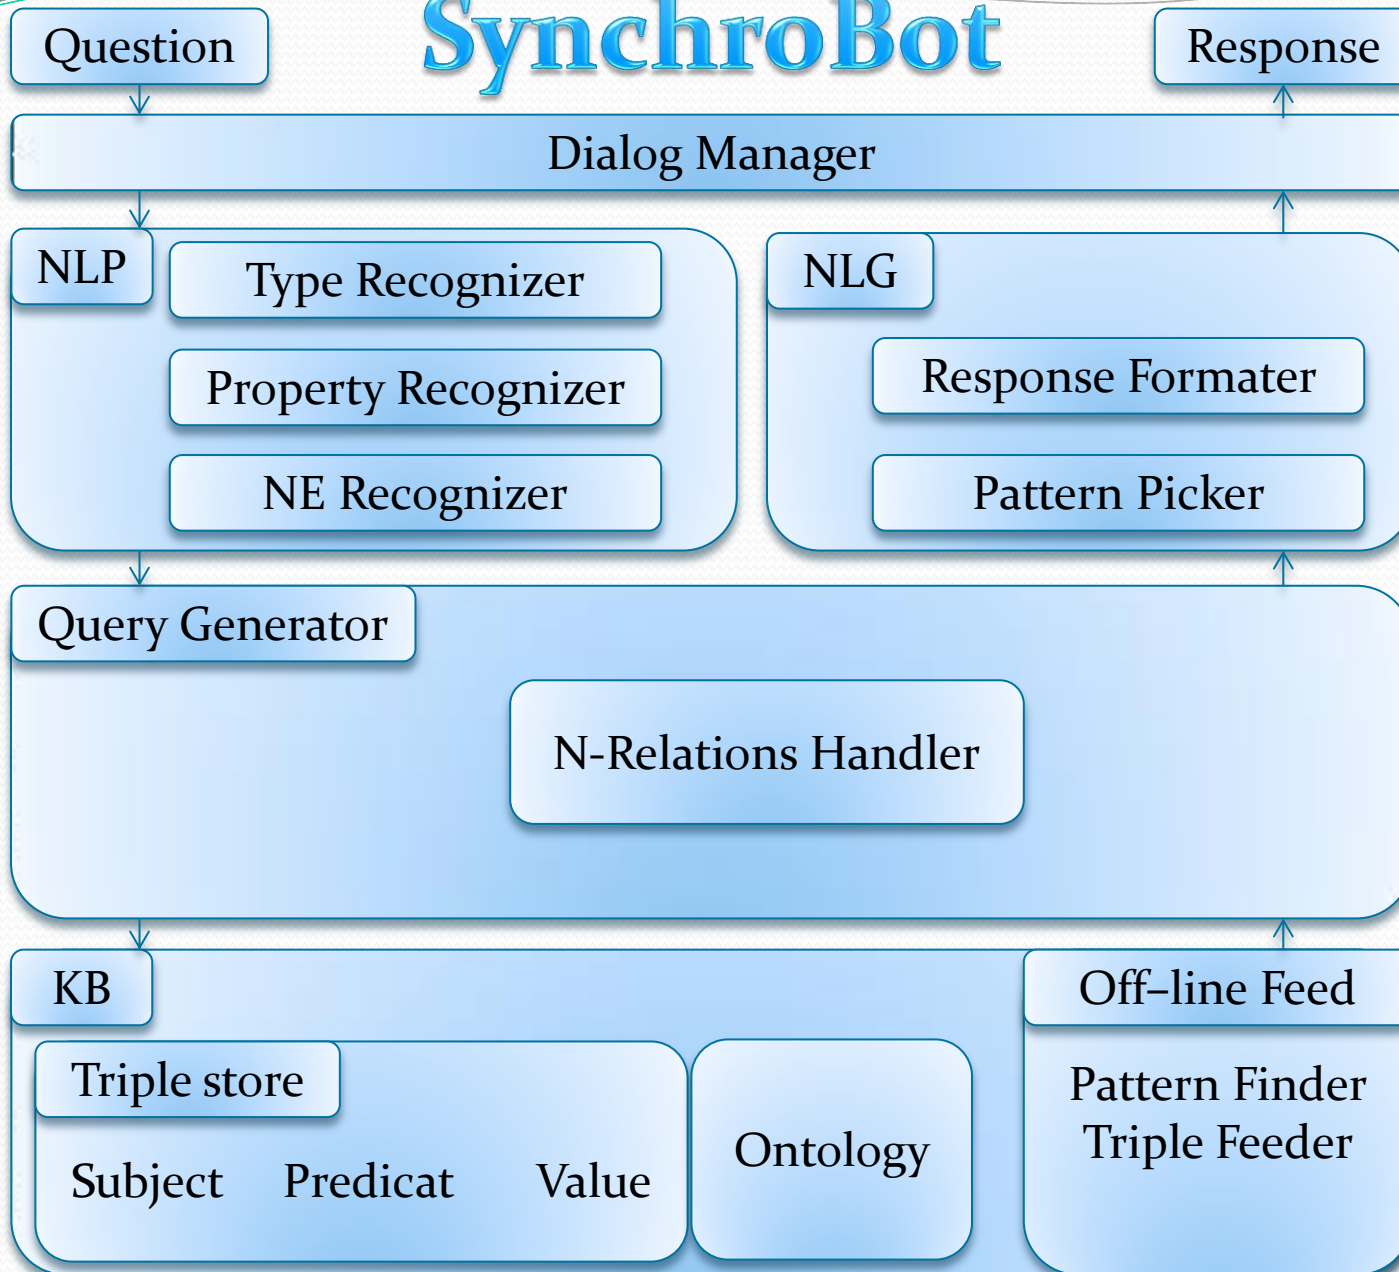 SynchroBot
Question
Response
Dialog Manager
NLP
Type Recognizer
Property Recognizer
NE Recognizer
NLG
Response Formater
Pattern Picker
Query Generator
N-Relations Handler
KB
Triple store
Subject Predicat Value
Ontology
Off–line Feed
Pattern Finder
Triple Feeder